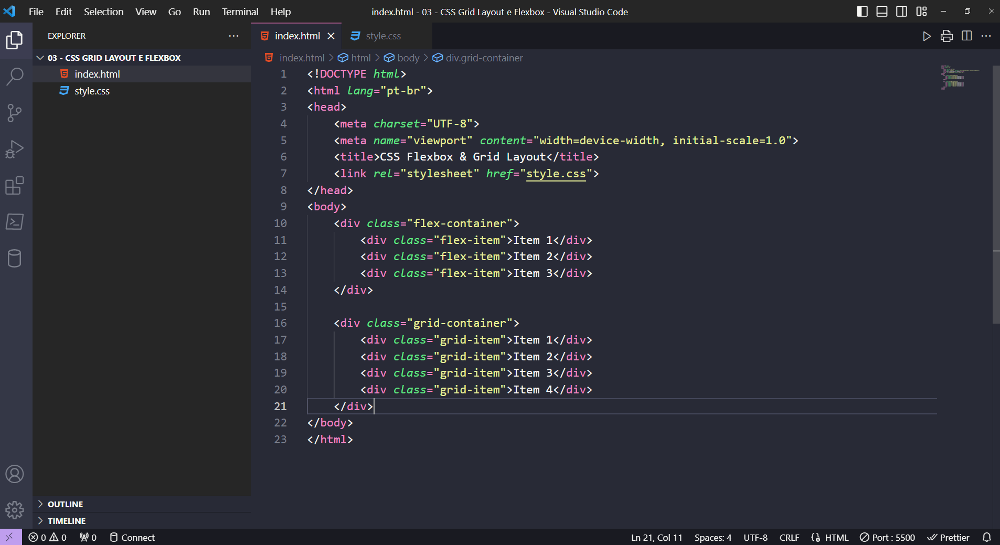 File Edit Selection View Go Run Terminal Help
index.html - 03 - CSS Grid Layout e Flexbox - Visual Studio Code
EXPLORER
03 - CSS GRID LAYOUT E FLEXBOX
index.html
style.css
OUTLINE
TIMELINE
index.html
style.css
index.html > html > body > div.grid-container
1 <!DOCTYPE html>
2 <html lang="pt-br">
3 <head>
4     <meta charset="UTF-8">
5     <meta name="viewport" content="width=device-width, initial-scale=1.0">
6     <title>CSS Flexbox & Grid Layout</title>
7     <link rel="stylesheet" href="style.css">
8 </head>
9 <body>
10     <div class="flex-container">
11         <div class="flex-item">Item 1</div>
12         <div class="flex-item">Item 2</div>
13         <div class="flex-item">Item 3</div>
14     </div>
15
16     <div class="grid-container">
17         <div class="grid-item">Item 1</div>
18         <div class="grid-item">Item 2</div>
19         <div class="grid-item">Item 3</div>
20         <div class="grid-item">Item 4</div>
21     </div>
22 </body>
23 </html>
0 0 0 Connect
Ln 21, Col 11 Spaces: 4 UTF-8 CRLF HTML Port : 5500 Prettier